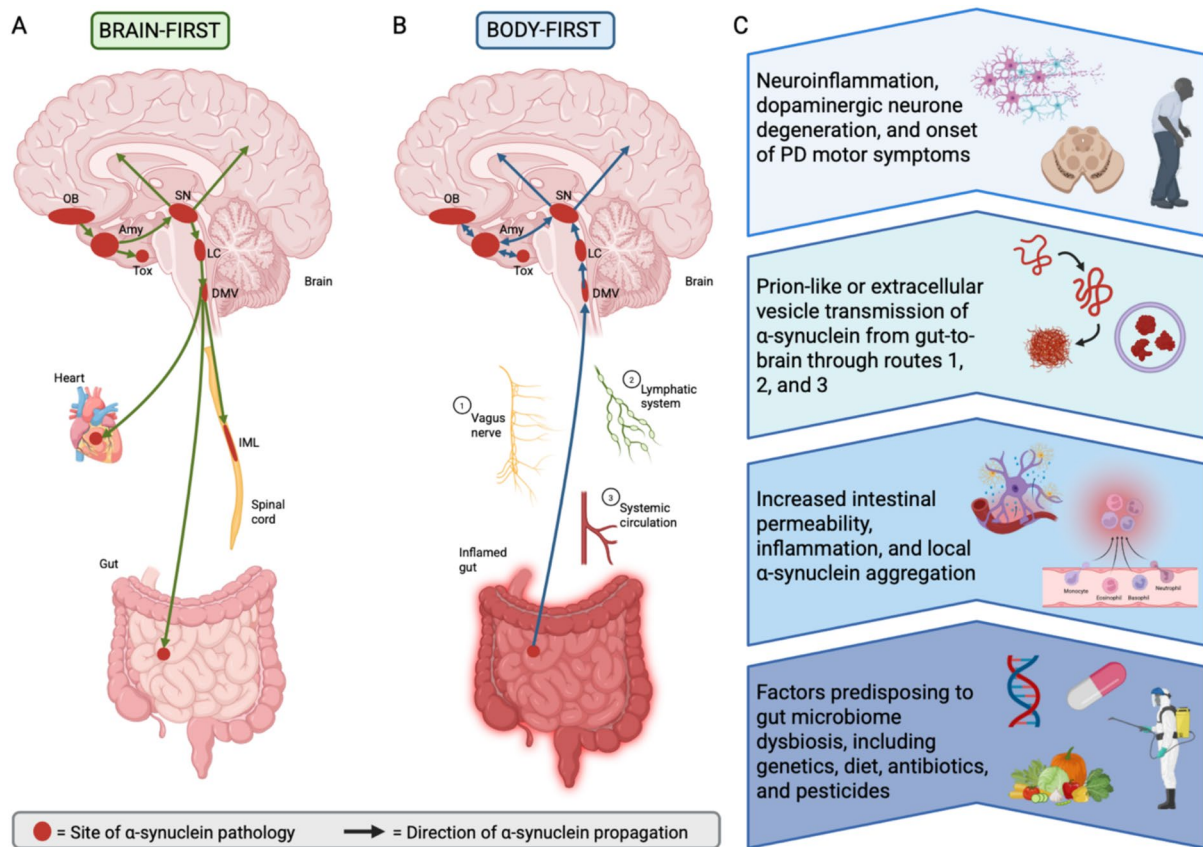 A
BRAIN-FIRST
OB
SN
Amy
LC
Tox
DMV
Brain
Heart
IML
Spinal
cord
Gut
B
BODY-FIRST
OB
SN
Amy
LC
Tox
DMV
Brain
1
Vagus
nerve
2
Lymphatic
system
3
Systemic
circulation
Inflamed
gut
C
Neuroinflammation,
dopaminergic neurone
degeneration, and onset
of PD motor symptoms
Prion-like or extracellular
vesicle transmission of
α-synuclein from gut-to-
brain through routes 1,
2, and 3
Increased intestinal
permeability,
inflammation, and local
α-synuclein aggregation
Monocyte
Eosinophil
Basophil
Neutrophil
Factors predisposing to
gut microbiome
dysbiosis, including
genetics, diet, antibiotics,
and pesticides
= Site of α-synuclein pathology
= Direction of α-synuclein propagation